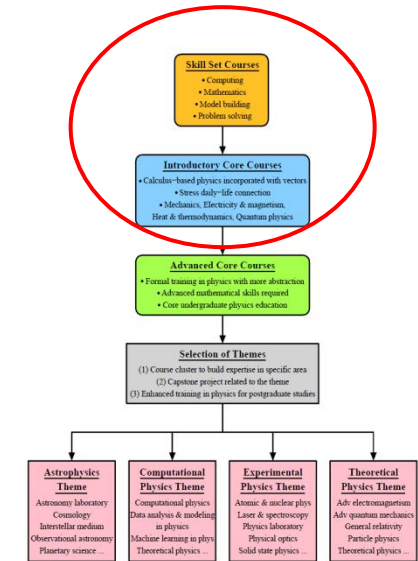 Skill Set Courses
• Computing
• Mathematics
• Model building
• Problem solving
Introductory Core Courses
• Calculus-based physics incorporated with vectors
• Stress daily-life connection
• Mechanics, Electricity & magnetism,
Heat & thermodynamics, Quantum physics
Advanced Core Courses
• Formal training in physics with more abstraction
• Advanced mathematical skills required
• Core undergraduate physics education
Selection of Themes
(1) Course cluster to build expertise in specific area
(2) Capstone project related to the theme
(3) Enhanced training in physics for postgraduate studies
Astrophysics
Theme
Astronomy laboratory
Cosmology
Interstellar medium
Observational astronomy
Planetary science ...
Computational
Physics Theme
Computational physics
Data analysis & modeling
in physics
Machine learning in phys
Theoretical physics ...
Experimental
Physics Theme
Atomic & nuclear phys
Laser & spectroscopy
Physics laboratory
Physical optics
Solid state physics ...
Theoretical
Physics Theme
Adv electromagnetism
Adv quantum mechanics
General relativity
Particle physics
Theoretical physics ...